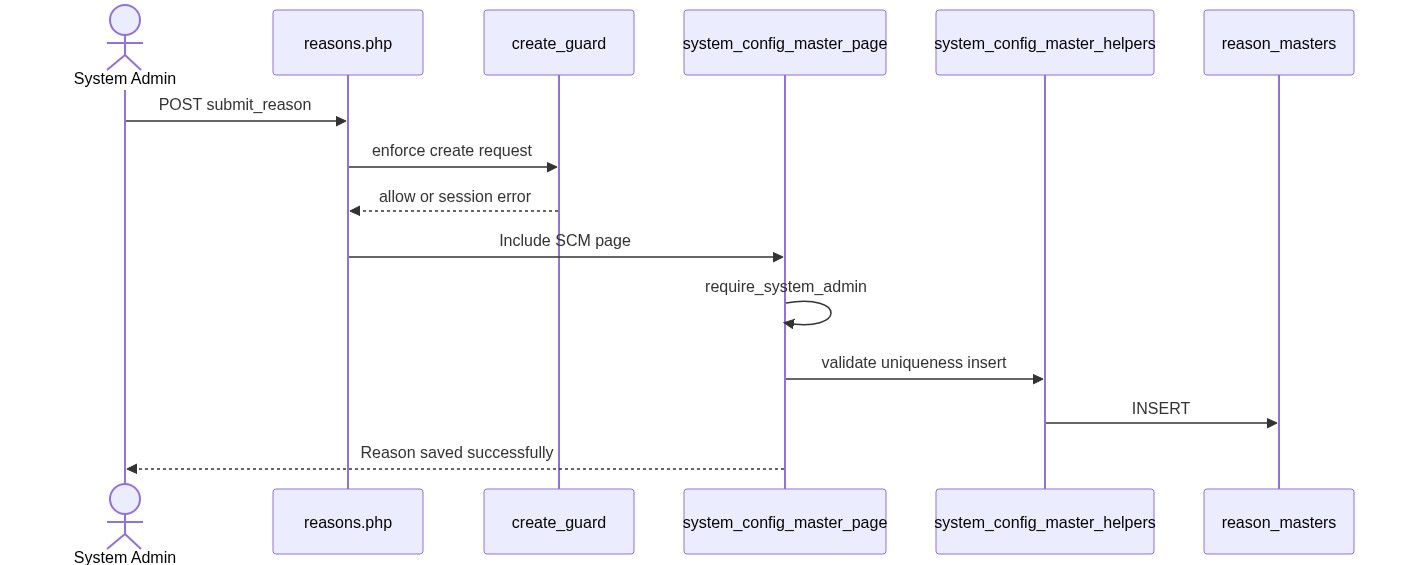 System Admin
reasons.php
create_guard
system_config_master_page
system_config_master_helpers
reason_masters
POST submit_reason
enforce create request
allow or session error
Include SCM page
require_system_admin
validate uniqueness insert
INSERT
Reason saved successfully
System Admin
reasons.php
create_guard
system_config_master_page
system_config_master_helpers
reason_masters